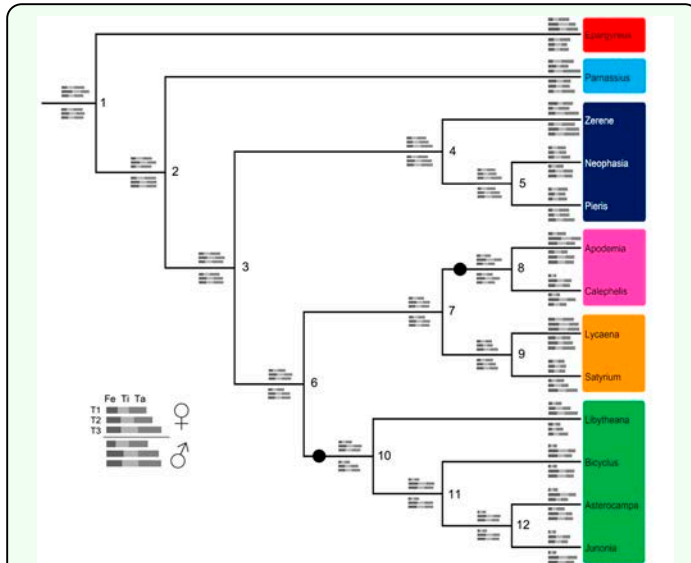 Epargyreus
1
Parnassius
2
Zerene
4
Neophasia
5
Pieris
3
Apodemia
8
Calephelis
7
Lycaena
9
Satyrium
6
Fe Ti Ta
T1
T2
T3
♀
♂
Libytheana
10
Bicyclus
11
Asterocampa
12
Junonia